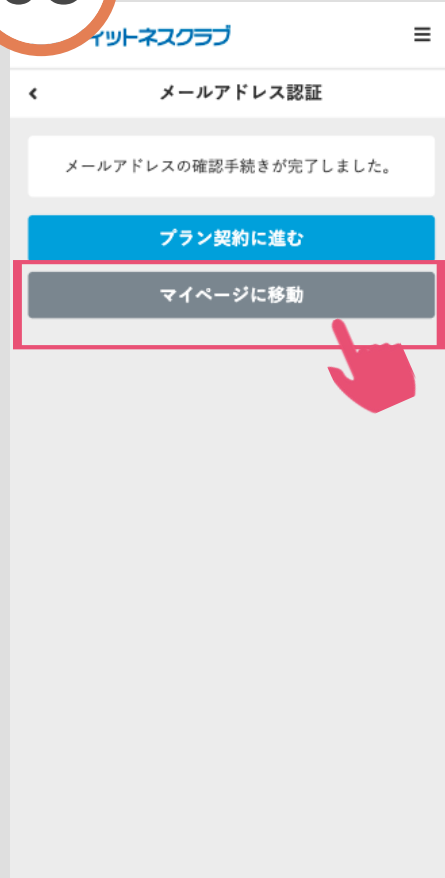 ィットネスクラブ
メールアドレス認証
メールアドレスの確認手続きが完了しました。
プラン契約に進む
マイページに移動